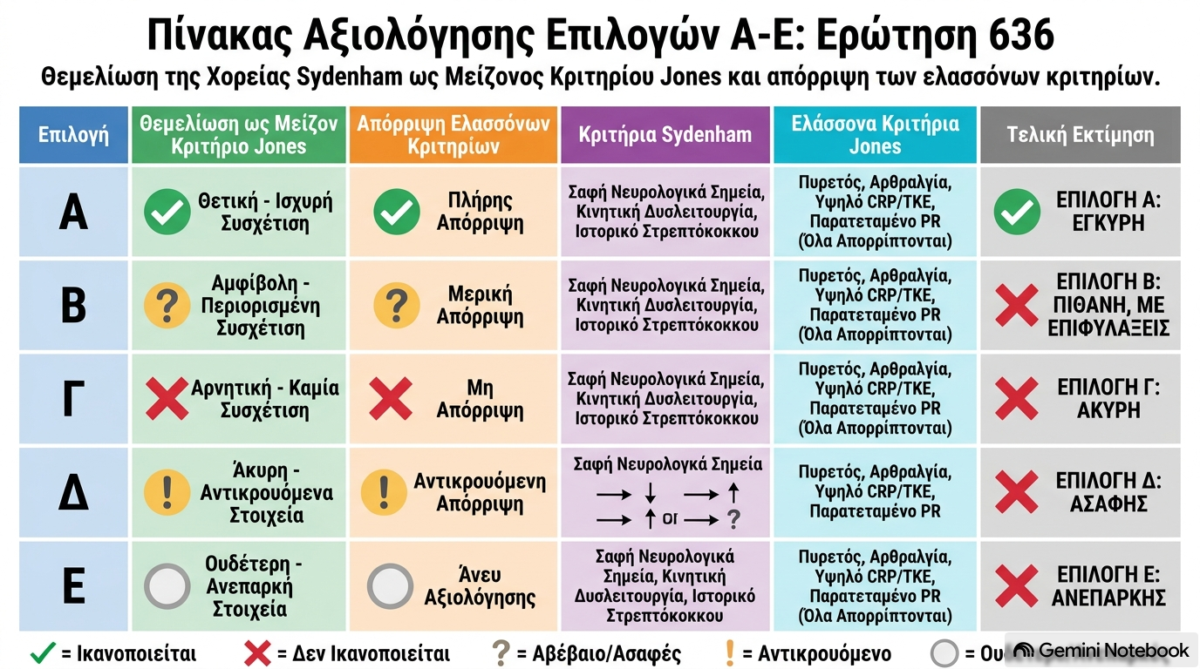 Πίνακας Αξιολόγησης Επιλογών Α-Ε: Ερώτηση 636
Θεμελίωση της Χορείας Sydenham ως Μείζονος Κριτηρίου Jones και απόρριψη των ελασσόνων κριτηρίων.
Επιλογή
Θεμελίωση ως Μείζον
Κριτήριο Jones
Απόρριψη Ελασσόνων
Κριτηρίων
Κριτήρια Sydenham
Ελάσσονα Κριτήρια
Jones
Τελική Εκτίμηση
Α
Θετική - Ισχυρή
Συσχέτιση
Πλήρης
Απόρριψη
Σαφή Νευρολογικά Σημεία,
Κινητική Δυσλειτουργία,
Ιστορικό Στρεπτόκοκκου
Πυρετός, Αρθραλγία,
Υψηλό CRP/ΤΚΕ,
Παρατεταμένο PR
(Όλα Απορρίπτονται)
ΕΠΙΛΟΓΗ Α:
ΕΓΚΥΡΗ
Β
Αμφίβολη -
Περιορισμένη
Συσχέτιση
Μερική
Απόρριψη
Σαφή Νευρολογικά Σημεία,
Κινητική Δυσλειτουργία,
Ιστορικό Στρεπτόκοκκου
Πυρετός, Αρθραλγία,
Υψηλό CRP/ΤΚΕ,
Παρατεταμένο PR
(Όλα Απορρίπτονται)
ΕΠΙΛΟΓΗ Β:
ΠΙΘΑΝΗ, ΜΕ
ΕΠΙΦΥΛΑΞΕΙΣ
Γ
Αρνητική - Καμία
Συσχέτιση
Μη
Απόρριψη
Σαφή Νευρολογικά Σημεία,
Κινητική Δυσλειτουργία,
Ιστορικό Στρεπτόκοκκου
Πυρετός, Αρθραλγία,
Υψηλό CRP/ΤΚΕ,
Παρατεταμένο PR
(Όλα Απορρίπτονται)
ΕΠΙΛΟΓΗ Γ:
ΑΚΥΡΗ
Δ
Άκυρη -
Αντικρουόμενα
Στοιχεία
Αντικρουόμενη
Απόρριψη
Σαφή Νευρολογκά Σημεία
→ ↓ → ↑
→ ↑ or → ?
Πυρετός, Αρθραλγία,
Υψηλό CRP/ΤΚΕ,
Παρατεταμένο PR
ΕΠΙΛΟΓΗ Δ:
ΑΣΑΦΗΣ
Ε
Ουδέτερη -
Ανεπαρκή
Στοιχεία
Άνευ
Αξιολόγησης
Σαφή Νευρολογικά
Σημεία, Κινητική
Δυσλειτουργία, Ιστορικό
Στρεπτόκοκκου
Πυρετός, Αρθραλγία,
Υψηλό CRP/ΤΚΕ,
Παρατεταμένο PR
(Όλα Απορρίπτονται)
ΕΠΙΛΟΓΗ Ε:
ΑΝΕΠΑΡΚΗΣ
= Ικανοποιείται
= Δεν Ικανοποιείται
? = Αβέβαιο/Ασαφές
! = Αντικρουόμενο
Gemini Notebook